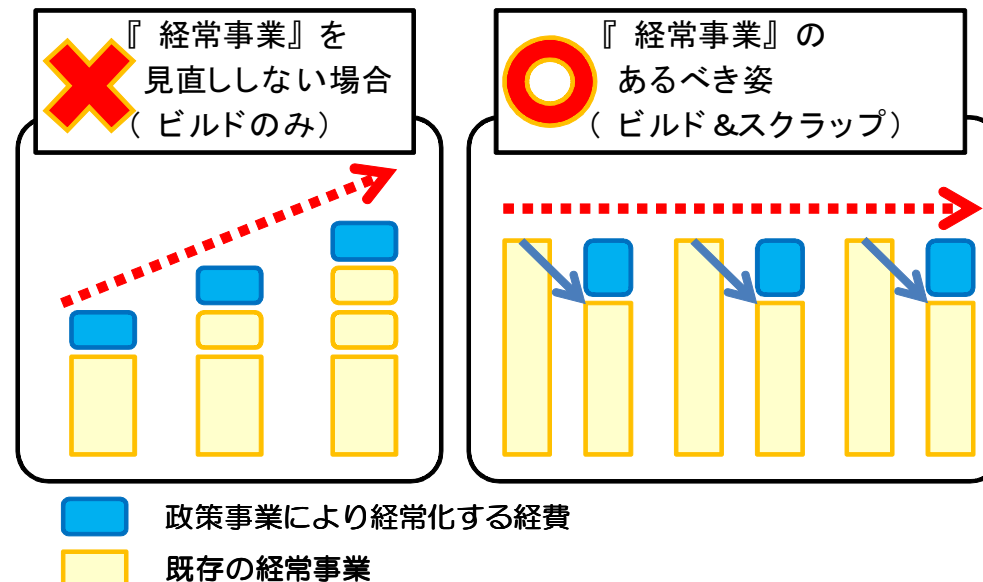 『経常事業』を
見直ししない場合
（ビルドのみ）
『経常事業』の
あるべき姿
（ビルド&スクラップ）
政策事業により経常化する経費
既存の経常事業